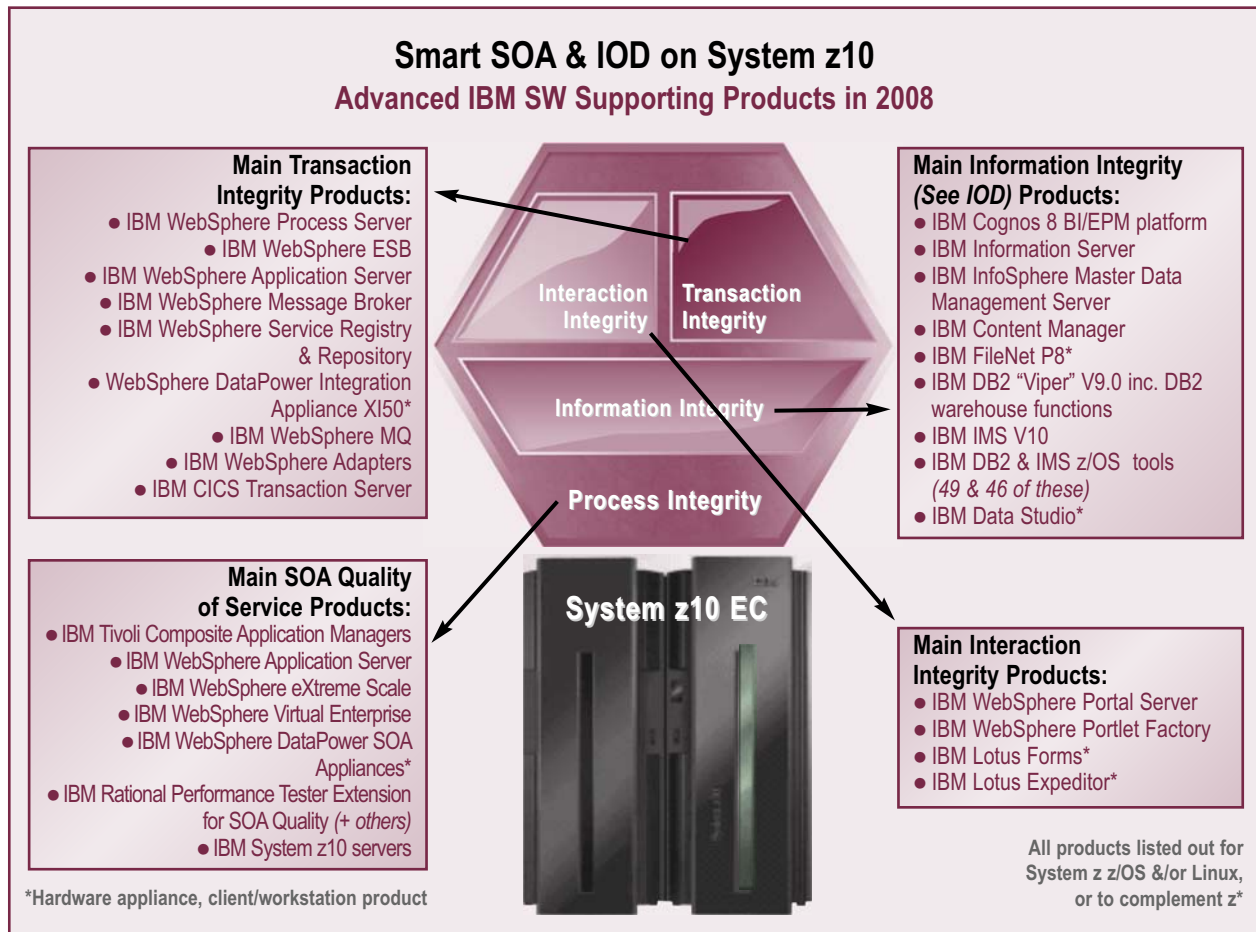 Smart SOA & IOD on System z10
Advanced IBM SW Supporting Products in 2008
Main Transaction
Integrity Products:
● IBM WebSphere Process Server
● IBM WebSphere ESB
● IBM WebSphere Application Server
● IBM WebSphere Message Broker
● IBM WebSphere Service Registry
& Repository
● WebSphere DataPower Integration
Appliance XI50*
● IBM WebSphere MQ
● IBM WebSphere Adapters
● IBM CICS Transaction Server
Interaction
Integrity
Transaction
Integrity
Information Integrity
Process Integrity
Main Information Integrity
(See IOD) Products:
● IBM Cognos 8 BI/EPM platform
● IBM Information Server
● IBM InfoSphere Master Data
Management Server
● IBM Content Manager
● IBM FileNet P8*
● IBM DB2 “Viper” V9.0 inc. DB2
warehouse functions
● IBM IMS V10
● IBM DB2 & IMS z/OS tools
(49 & 46 of these)
● IBM Data Studio*
Main SOA Quality
of Service Products:
● IBM Tivoli Composite Application Managers
● IBM WebSphere Application Server
● IBM WebSphere eXtreme Scale
● IBM WebSphere Virtual Enterprise
● IBM WebSphere DataPower SOA
Appliances*
● IBM Rational Performance Tester Extension
for SOA Quality (+ others)
● IBM System z10 servers
System z10 EC
Main Interaction
Integrity Products:
● IBM WebSphere Portal Server
● IBM WebSphere Portlet Factory
● IBM Lotus Forms*
● IBM Lotus Expeditor*
*Hardware appliance, client/workstation product
All products listed out for
System z z/OS &/or Linux,
or to complement z*